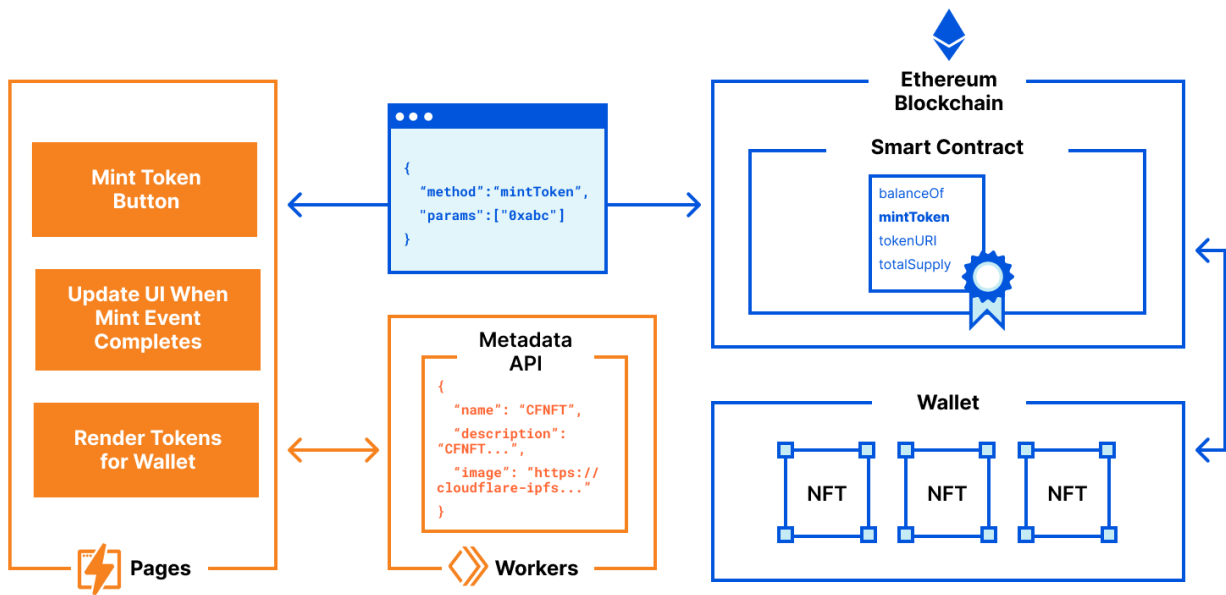 Mint Token
Button
Update UI When
Mint Event
Completes
Render Tokens
for Wallet
Pages
{
“method”:“mintToken”,
“params”:["0xabc"]
}
Metadata
API
{
“name”: “CFNFT”,
“description”:
“CFNFT...”,
“image”: “https://
cloudflare-ipfs...”
}
Workers
Ethereum
Blockchain
Smart Contract
balanceOf
mintToken
tokenURI
totalSupply
Wallet
NFT
NFT
NFT